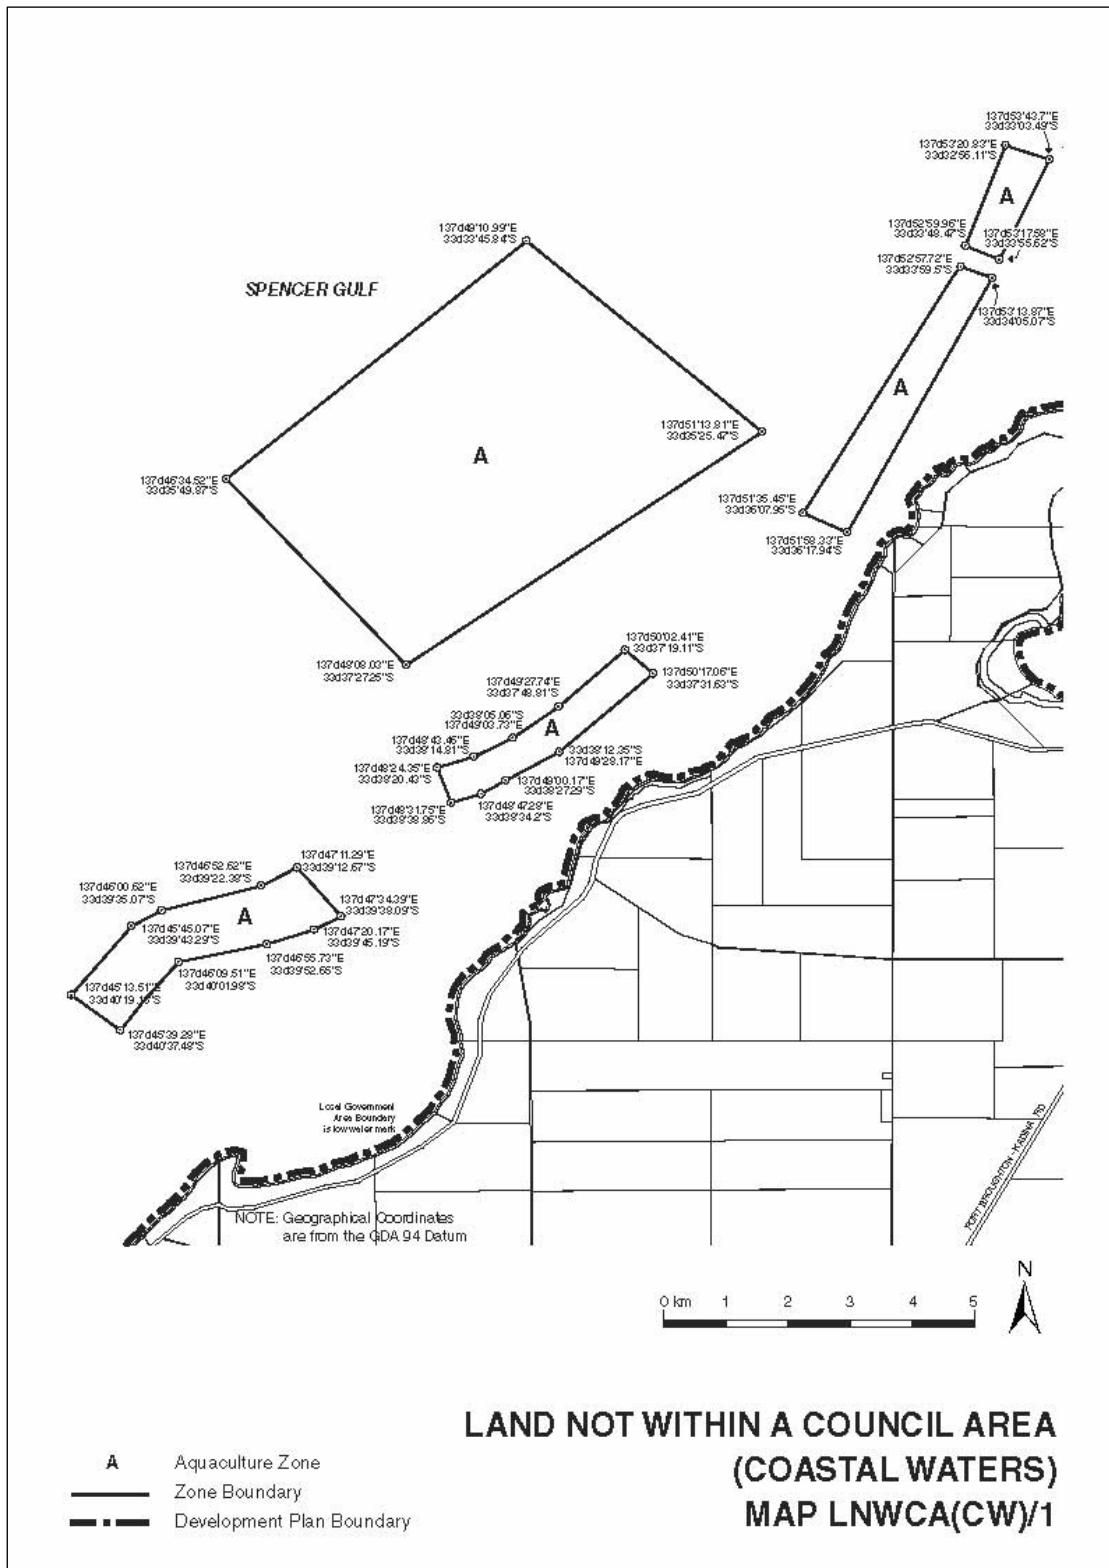 137d53'43.7"E
33d33'03.49"S
137d53'20.83"E
33d32'56.11"S
A
137d52'59.96"E
33d33'48.47"S
137d53'17.58"E
33d33'55.62"S
137d52'57.72"E
33d33'59.5"S
137d53'13.87"E
33d34'05.07"S
137d49'10.99"E
33d33'45.84"S
SPENCER GULF
A
137d51'13.81"E
33d35'25.47"S
A
137d46'34.52"E
33d35'49.87"S
137d51'35.45"E
33d36'07.95"S
137d51'58.33"E
33d36'17.94"S
137d48'08.03"E
33d37'27.25"S
137d50'02.41"E
33d37'19.11"S
137d50'17.06"E
33d37'31.63"S
137d49'27.74"E
33d37'48.81"S
33d38'05.06"S
137d49'03.73"E
A
137d48'43.45"E
33d38'14.81"S
137d48'24.35"E
33d38'20.43"S
33d38'12.35"S
137d49'28.17"E
137d49'00.17"E
33d38'27.29"S
137d48'31.75"E
33d38'38.96"S
137d48'47.28"E
33d38'34.2"S
137d47'11.29"E
33d39'12.67"S
137d46'52.62"E
33d39'22.38"S
137d46'00.62"E
33d39'35.07"S
A
137d47'34.39"E
33d39'38.09"S
137d45'45.07"E
33d39'43.29"S
137d47'20.17"E
33d39'45.19"S
137d46'55.73"E
33d39'52.65"S
137d46'09.51"E
33d40'01.98"S
137d45'13.51"E
137d45'39.28"E
33d40'37.48"S
Local Government
Area Boundary
is low water mark
PORT BROUGHTON - KADINA RD
NOTE: Geographical Coordinates
are from the GDA 94 Datum
N
0 km 1 2 3 4 5
LAND NOT WITHIN A COUNCIL AREA
(COASTAL WATERS)
MAP LNWCA(CW)/1
A Aquaculture Zone
Zone Boundary
Development Plan Boundary